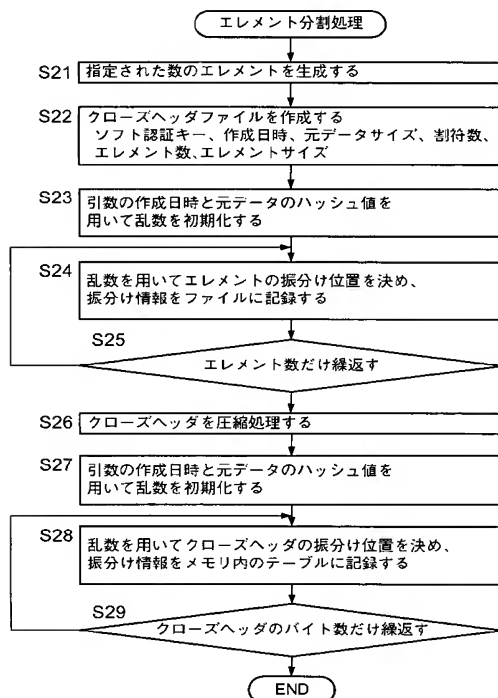 エレメント分割処理
S21
指定された数のエレメントを生成する
S22
クローズヘッダファイルを作成する
ソフト認証キー、作成日時、元データサイズ、割符数、
エレメント数、エレメントサイズ
S23
引数の作成日時と元データのハッシュ値を
用いて乱数を初期化する
S24
乱数を用いてエレメントの振分け位置を決め、
振分け情報をファイルに記録する
S25
エレメント数だけ繰返す
S26
クローズヘッダを圧縮処理する
S27
引数の作成日時と元データのハッシュ値を
用いて乱数を初期化する
S28
乱数を用いてクローズヘッダの振分け位置を決め、
振分け情報をメモリ内のテーブルに記録する
S29
クローズヘッダのバイト数だけ繰返す
END